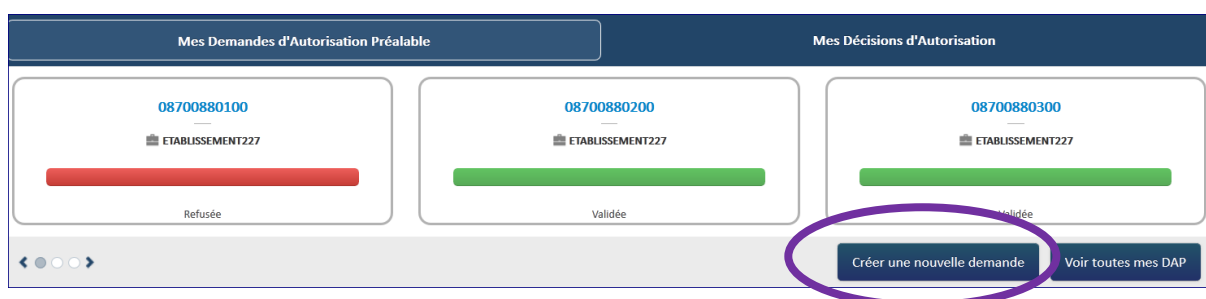 Mes Demandes d'Autorisation Préalable
Mes Décisions d'Autorisation
08700880100
ETABLISSEMENT227
Refusée
08700880200
ETABLISSEMENT227
Validée
08700880300
ETABLISSEMENT227
Validée
Créer une nouvelle demande
Voir toutes mes DAP